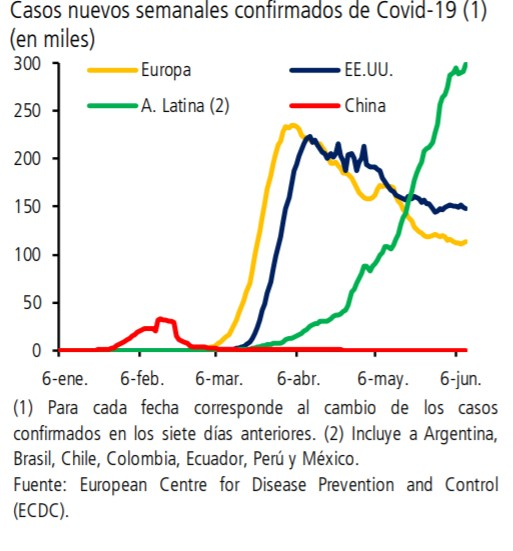 Casos nuevos semanales confirmados de Covid-19 (1)
(en miles)
300
250
200
150
100
50
0
Europa
EE.UU.
A. Latina (2)
China
6-ene.
6-feb.
6-mar.
6-abr.
6-may.
6-jun.
(1) Para cada fecha corresponde al cambio de los casos
confirmados en los siete días anteriores. (2) Incluye a Argentina,
Brasil, Chile, Colombia, Ecuador, Perú y México.
Fuente: European Centre for Disease Prevention and Control
(ECDC).